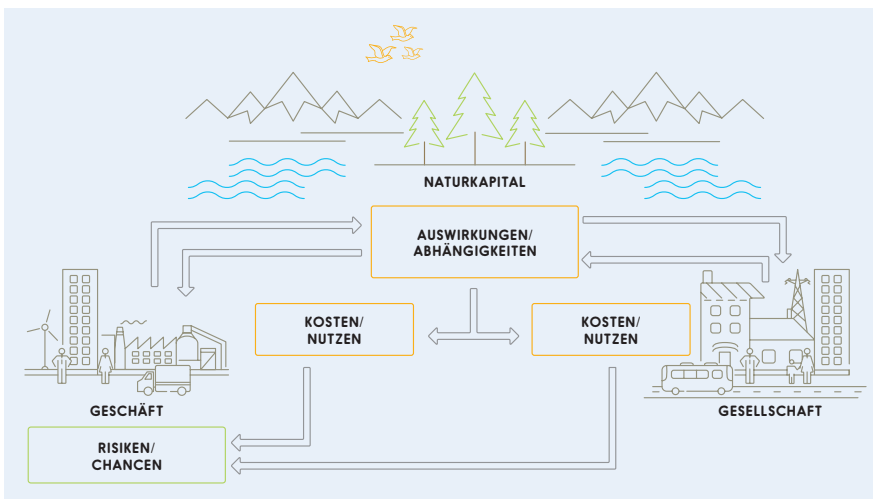 NATURKAPITAL
AUSWIRKUNGEN/
ABHÄNGIGKEITEN
KOSTEN/
NUTZEN
KOSTEN/
NUTZEN
GESCHÄFT
GESELLSCHAFT
RISIKEN/
CHANCEN